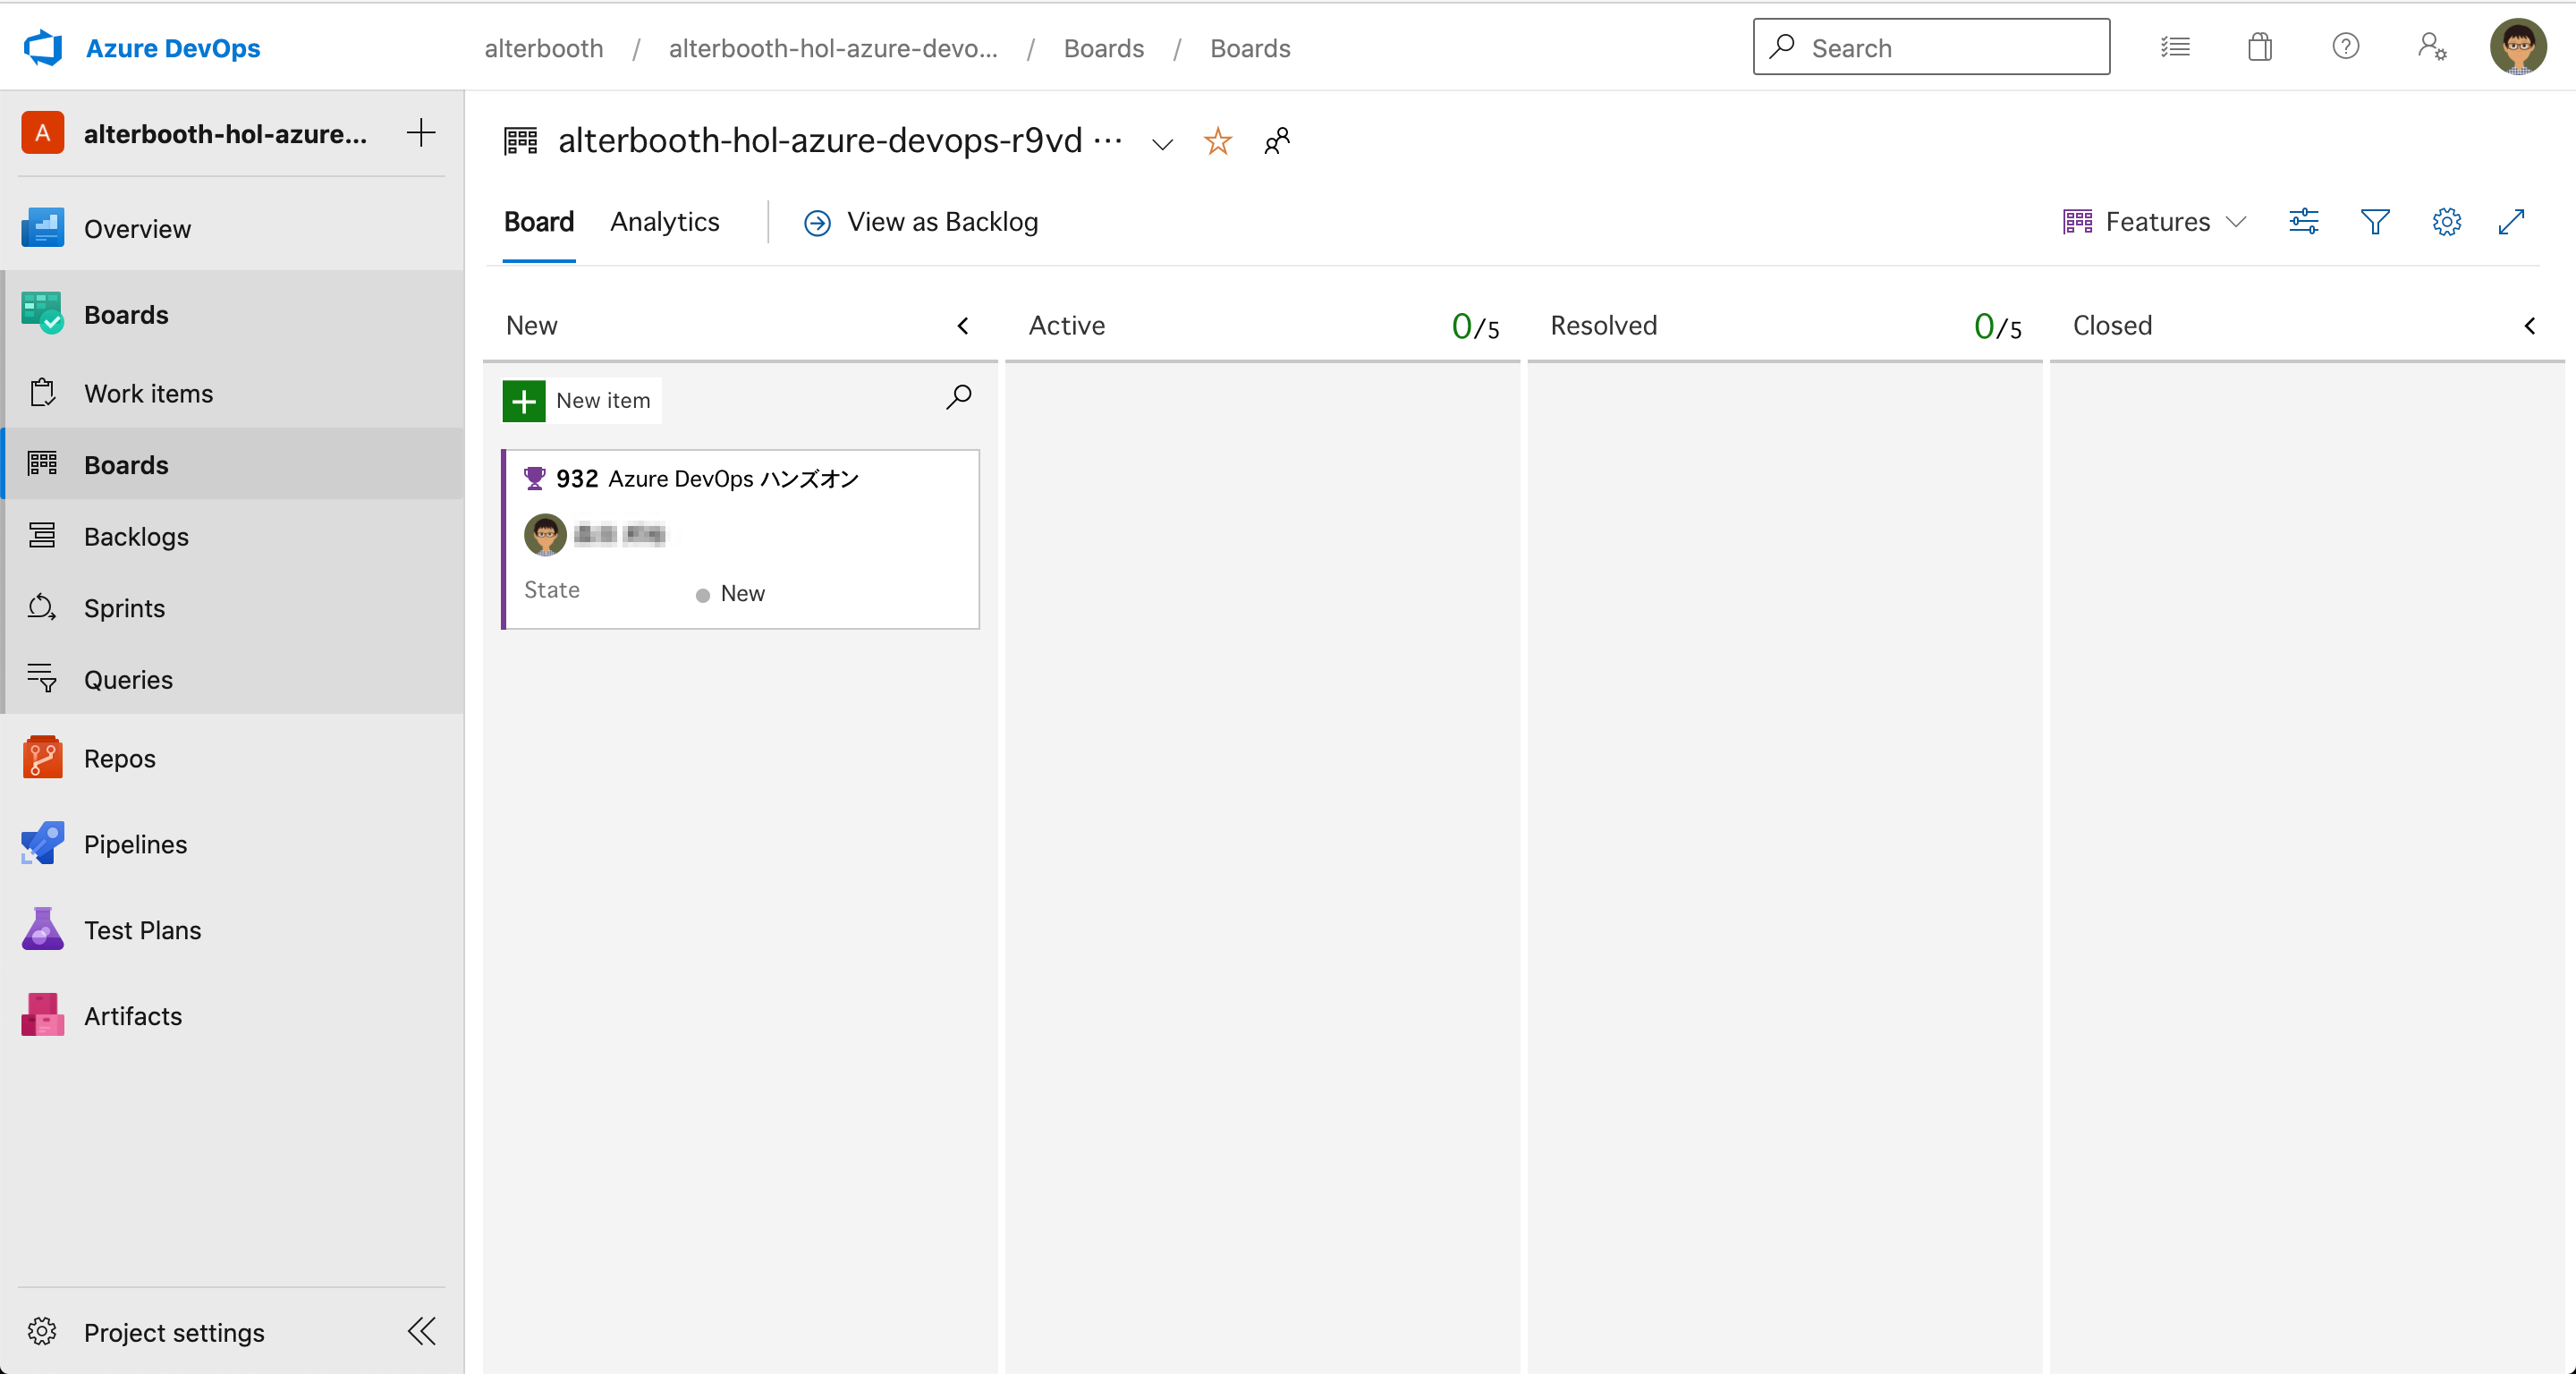 Azure DevOps
alterbooth / alterbooth-hol-azure-devo... / Boards / Boards
Search
A alterbooth-hol-azure...
Overview
Boards
Work items
Boards
Backlogs
Sprints
Queries
Repos
Pipelines
Test Plans
Artifacts
Project settings
alterbooth-hol-azure-devops-r9vd ...
Board Analytics View as Backlog Features
New Active 0/5 Resolved 0/5 Closed
New item
932 Azure DevOps ハンズオン
State New